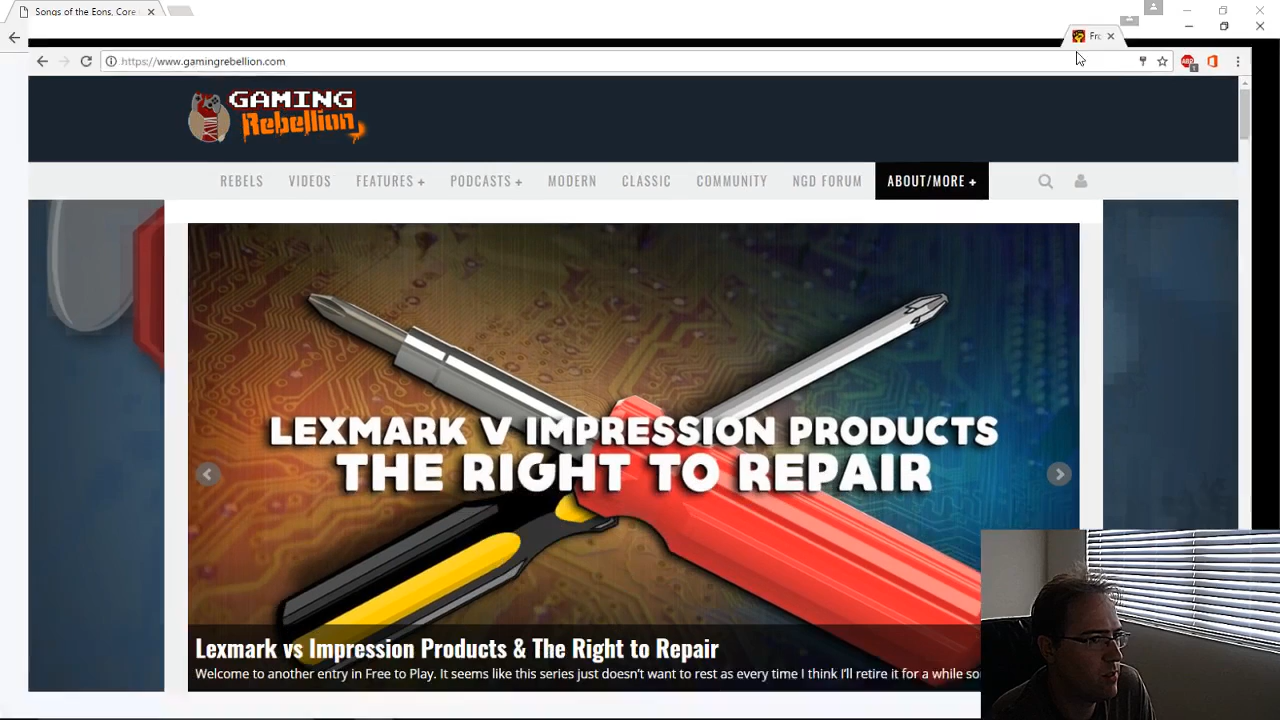 Songs of the Eons, Core
Fro
https://www.gamingrebellion.com
ABP
1
GAMING
Rebellion
REBELS VIDEOS FEATURES + PODCASTS + MODERN CLASSIC COMMUNITY NGD FORUM ABOUT/MORE +
LEXMARK V IMPRESSION PRODUCTS
THE RIGHT TO REPAIR
Lexmark vs Impression Products & The Right to Repair
Welcome to another entry in Free to Play. It seems like this series just doesn't want to rest as every time I think I'll retire it for a while so